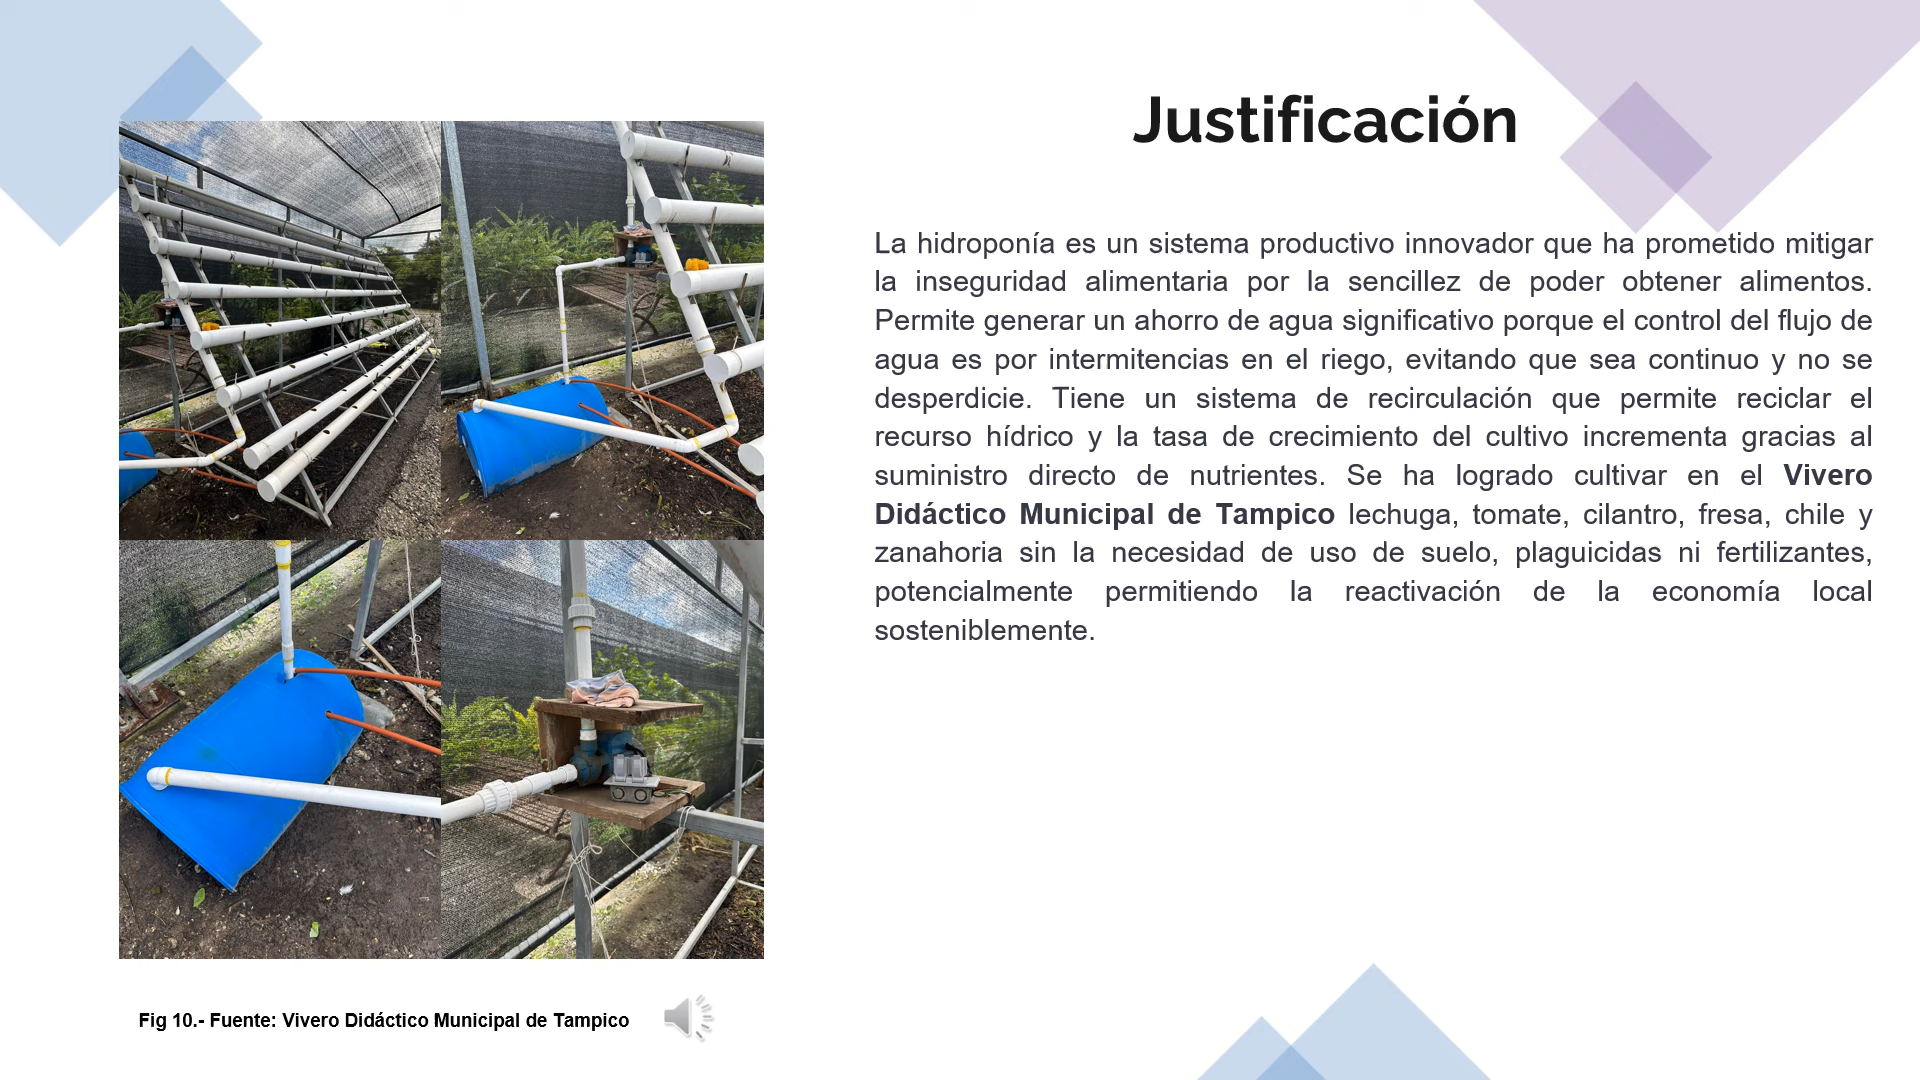 Justificación
La hidroponía es un sistema productivo innovador que ha prometido mitigar
la inseguridad alimentaria por la sencillez de poder obtener alimentos.
Permite generar un ahorro de agua significativo porque el control del flujo de
agua es por intermitencias en el riego, evitando que sea continuo y no se
desperdicie. Tiene un sistema de recirculación que permite reciclar el
recurso hídrico y la tasa de crecimiento del cultivo incrementa gracias al
suministro directo de nutrientes. Se ha logrado cultivar en el Vivero
Didáctico Municipal de Tampico lechuga, tomate, cilantro, fresa, chile y
zanahoria sin la necesidad de uso de suelo, plaguicidas ni fertilizantes,
potencialmente permitiendo la reactivación de la economía local
sosteniblemente.
Fig 10.- Fuente: Vivero Didáctico Municipal de Tampico